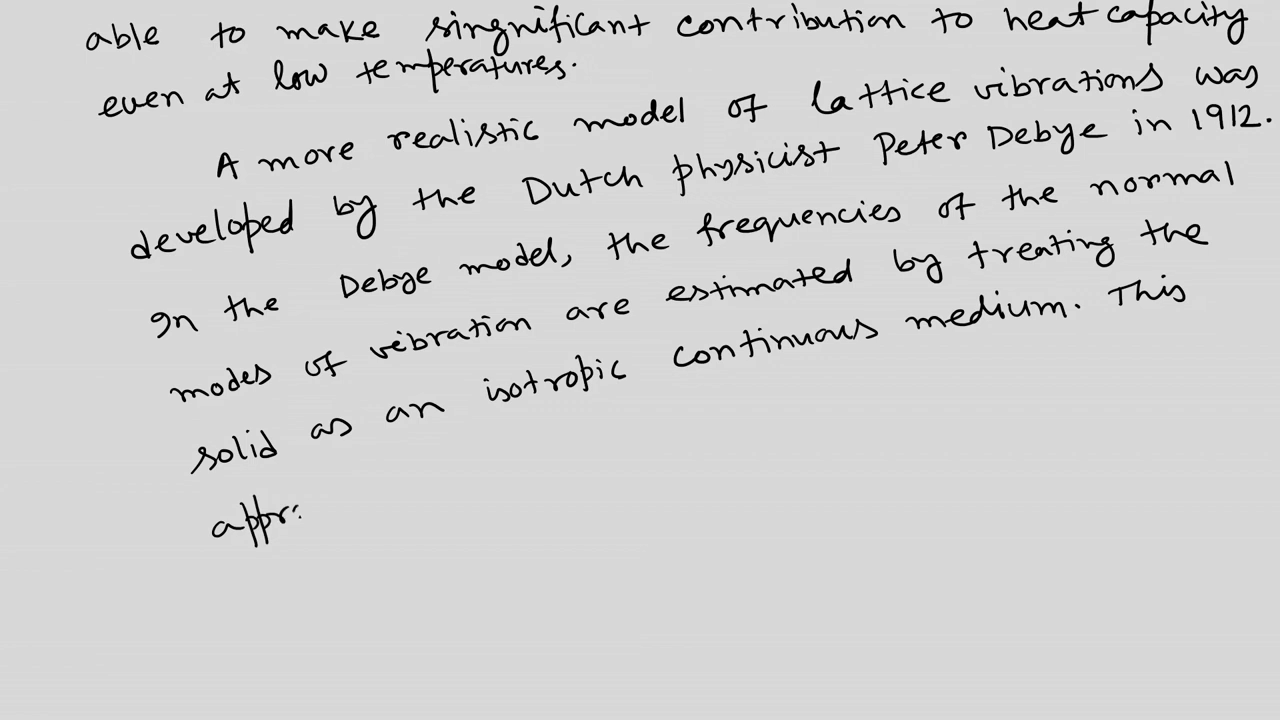 able to make singnificant contribution to heat capacity
even at low temperatures.
A more realistic model of lattice vibrations was
developed by the Dutch physicist Peter Debye in 1912.
In the Debye model, the frequencies of the normal
modes of vibration are estimated by treating the
solid as an isotropic continuous medium. This
appr